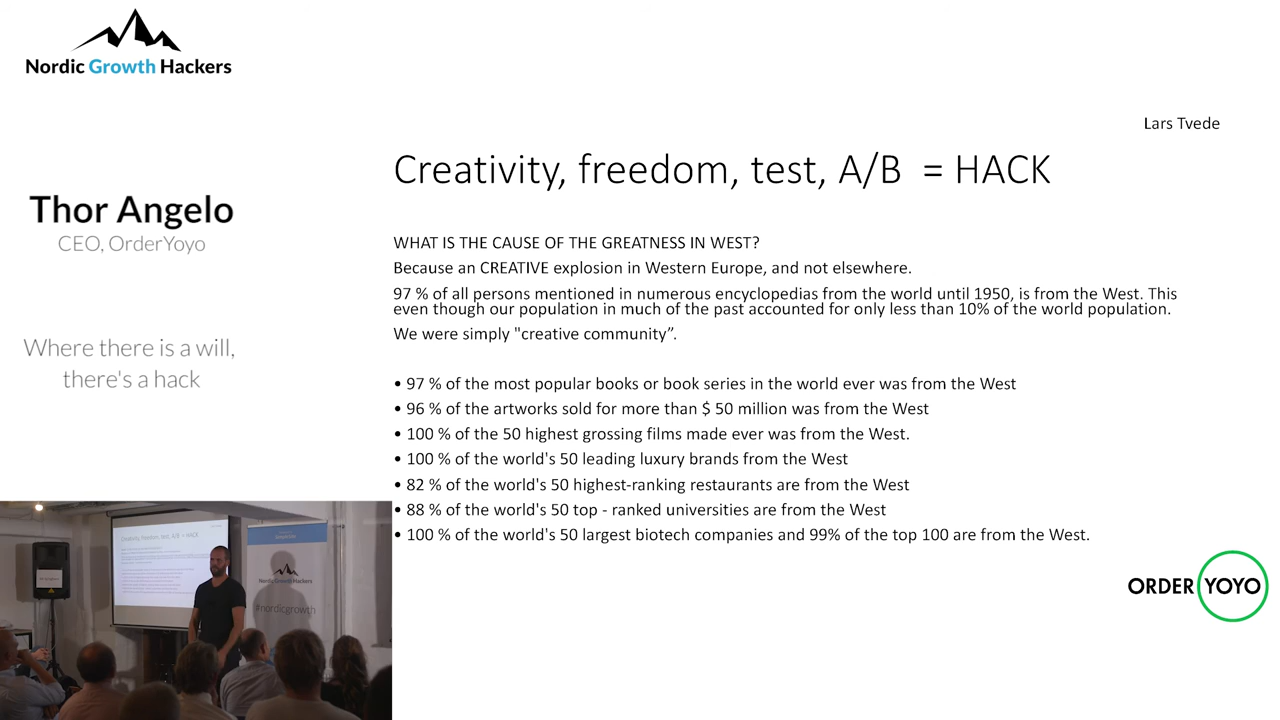 Nordic Growth Hackers
Lars Tvede
Creativity, freedom, test, A/B = HACK
Thor Angelo
CEO, OrderYoyo
WHAT IS THE CAUSE OF THE GREATNESS IN WEST?
Because an CREATIVE explosion in Western Europe, and not elsewhere.
97 % of all persons mentioned in numerous encyclopedias from the world until 1950, is from the West. This
even though our population in much of the past accounted for only less than 10% of the world population.
We were simply "creative community”.
Where there is a will,
there's a hack
• 97 % of the most popular books or book series in the world ever was from the West
• 96 % of the artworks sold for more than $ 50 million was from the West
• 100 % of the 50 highest grossing films made ever was from the West.
• 100 % of the world's 50 leading luxury brands from the West
• 82 % of the world's 50 highest-ranking restaurants are from the West
• 88 % of the world's 50 top - ranked universities are from the West
• 100 % of the world's 50 largest biotech companies and 99% of the top 100 are from the West.
ORDER YOYO
Creativity, freedom, test, A/B = HACK
Nordic Growth Hackers
#nordicgrowth